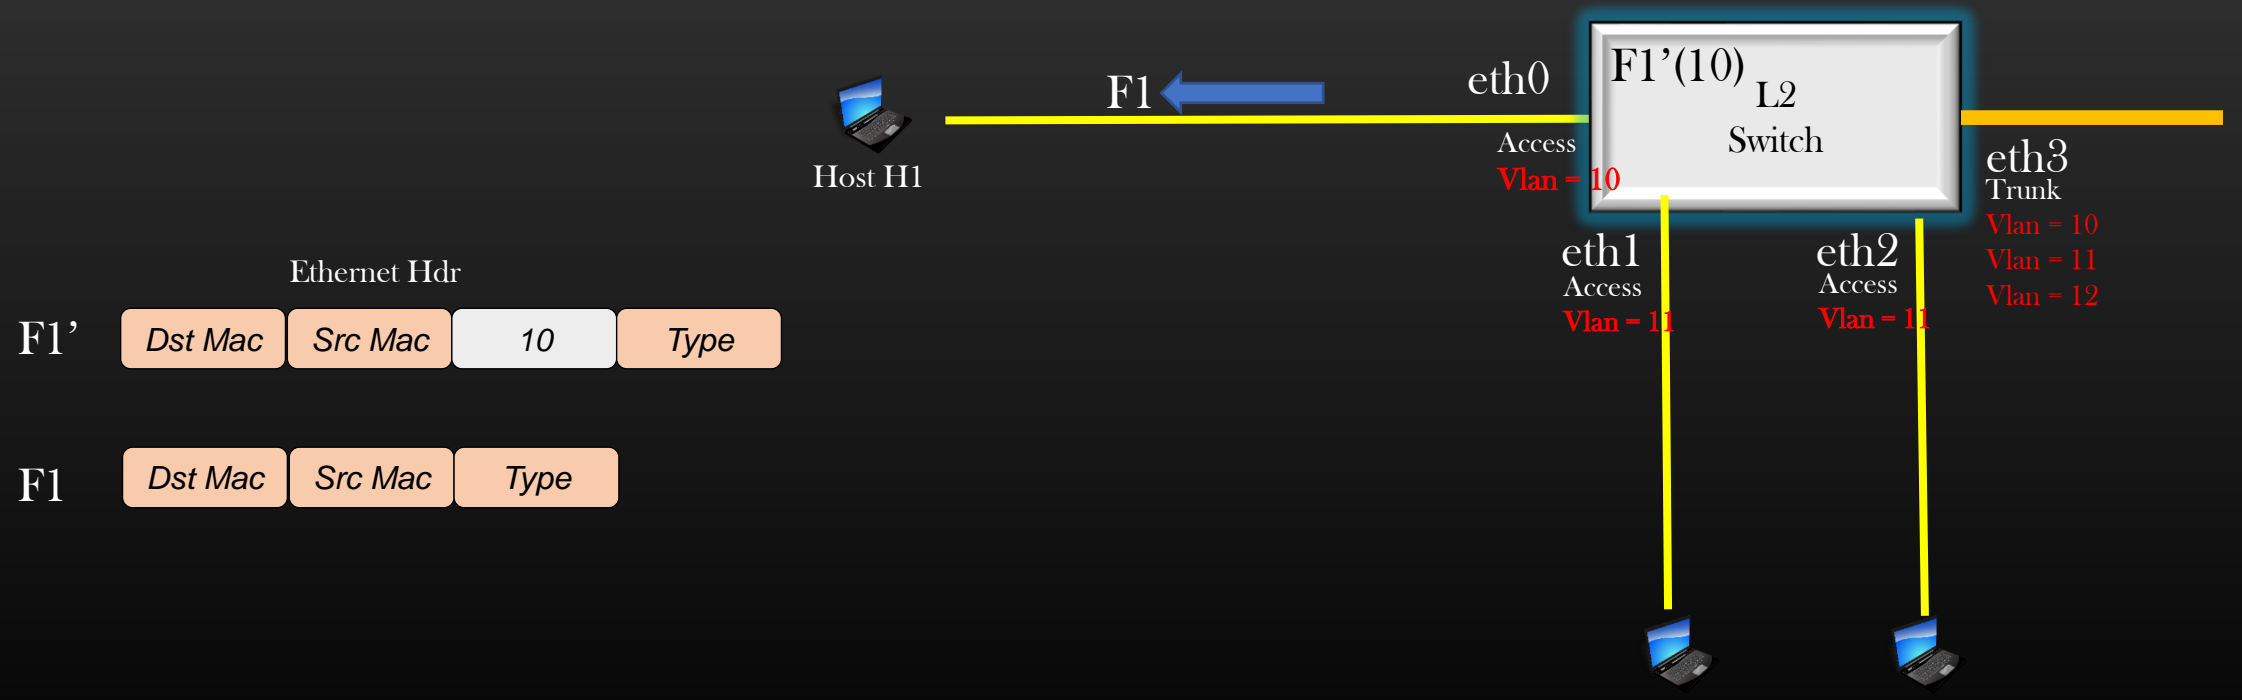 F1’(10)
L2
Switch
eth0
Access
Vlan = 10
F1
Host H1
eth3
Trunk
Vlan = 10
Vlan = 11
Vlan = 12
eth1
Access
Vlan = 11
eth2
Access
Vlan = 11
Ethernet Hdr
F1’ Dst Mac Src Mac 10 Type
F1 Dst Mac Src Mac Type